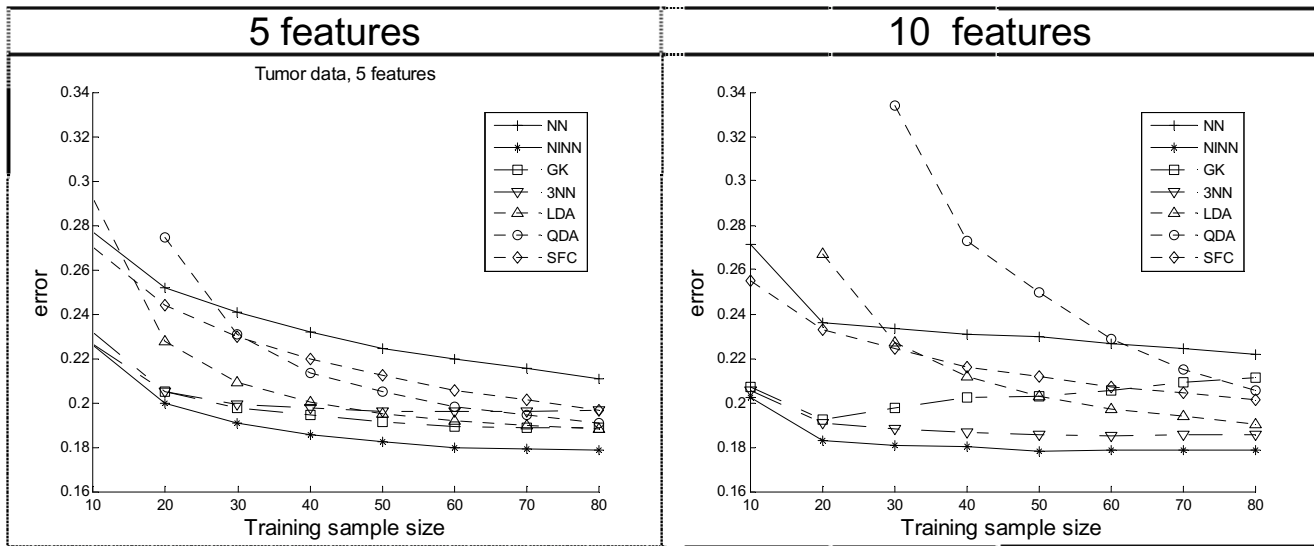 5 features
10 features
Tumor data, 5 features
0.34
0.32
0.3
0.28
0.26
0.24
0.22
0.2
0.18
0.16
error
10 20 30 40 50 60 70 80
Training sample size
NN
NINN
GK
3NN
LDA
QDA
SFC
0.34
0.32
0.3
0.28
0.26
0.24
0.22
0.2
0.18
0.16
error
10 20 30 40 50 60 70 80
Training sample size
NN
NINN
GK
3NN
LDA
QDA
SFC